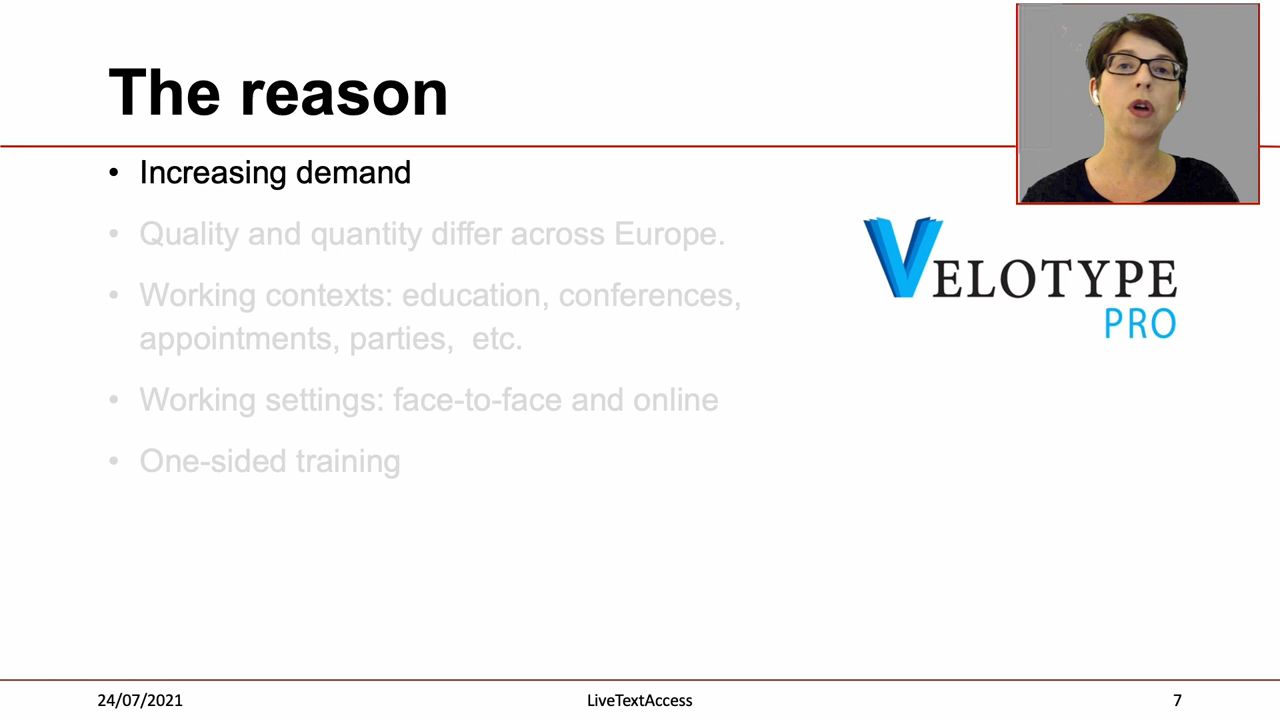 The reason
• Increasing demand
• Quality and quantity differ across Europe.
• Working contexts: education, conferences,
appointments, parties, etc.
• Working settings: face-to-face and online
• One-sided training
VELOTYPE
PRO
24/07/2021
LiveTextAccess
7